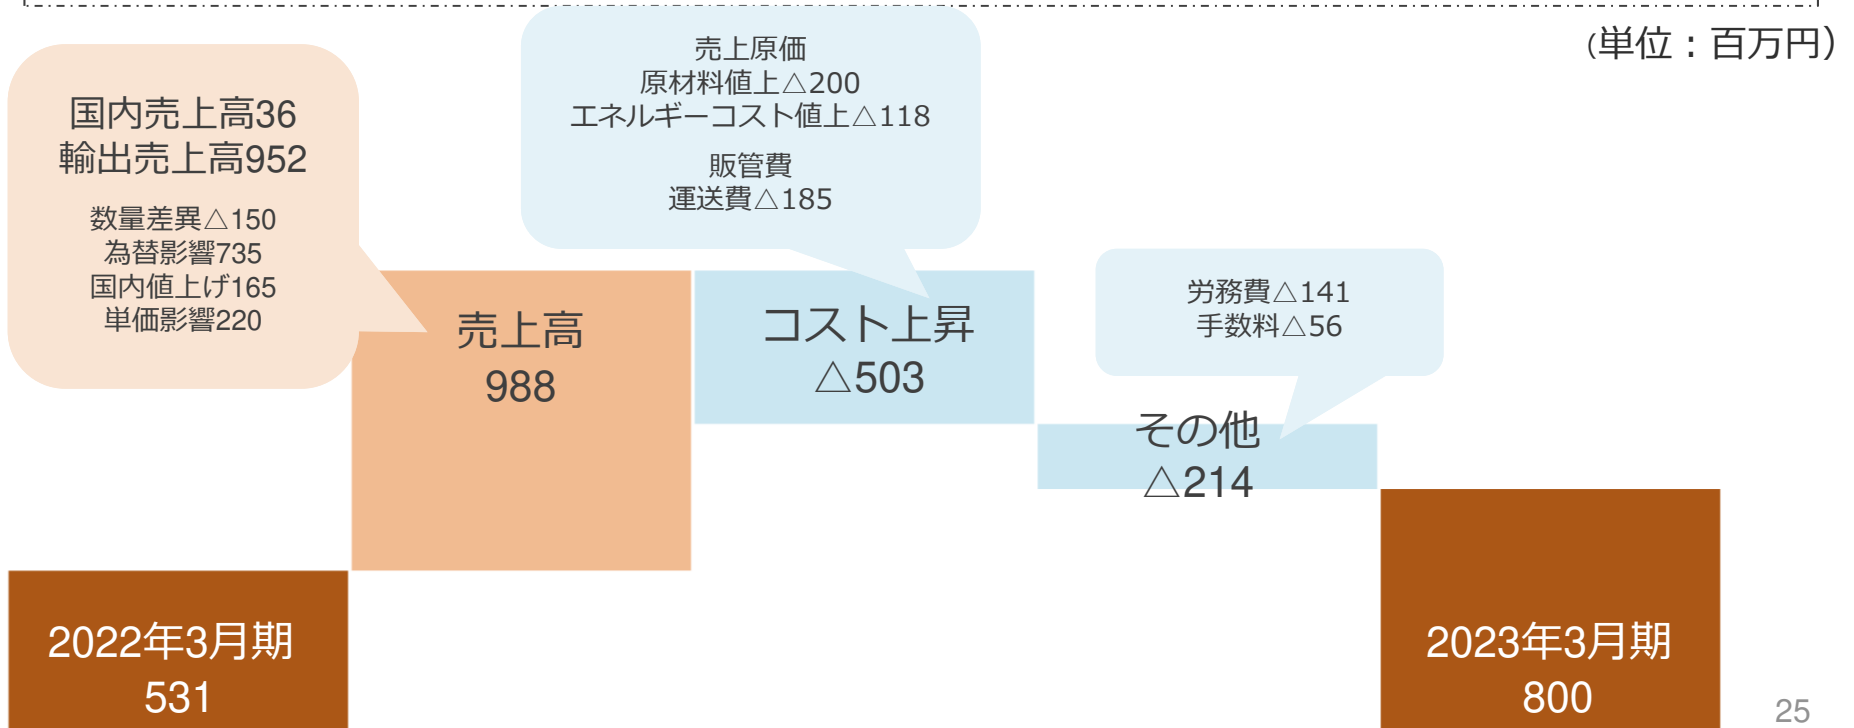 (単位：百万円)
国内売上高36
輸出売上高952
数量差異△150
為替影響735
国内値上げ165
単価影響220
売上原価
原材料値上△200
エネルギーコスト値上△118
販管費
運送費△185
労務費△141
手数料△56
売上高
988
コスト上昇
△503
その他
△214
2022年3月期
531
2023年3月期
800
25